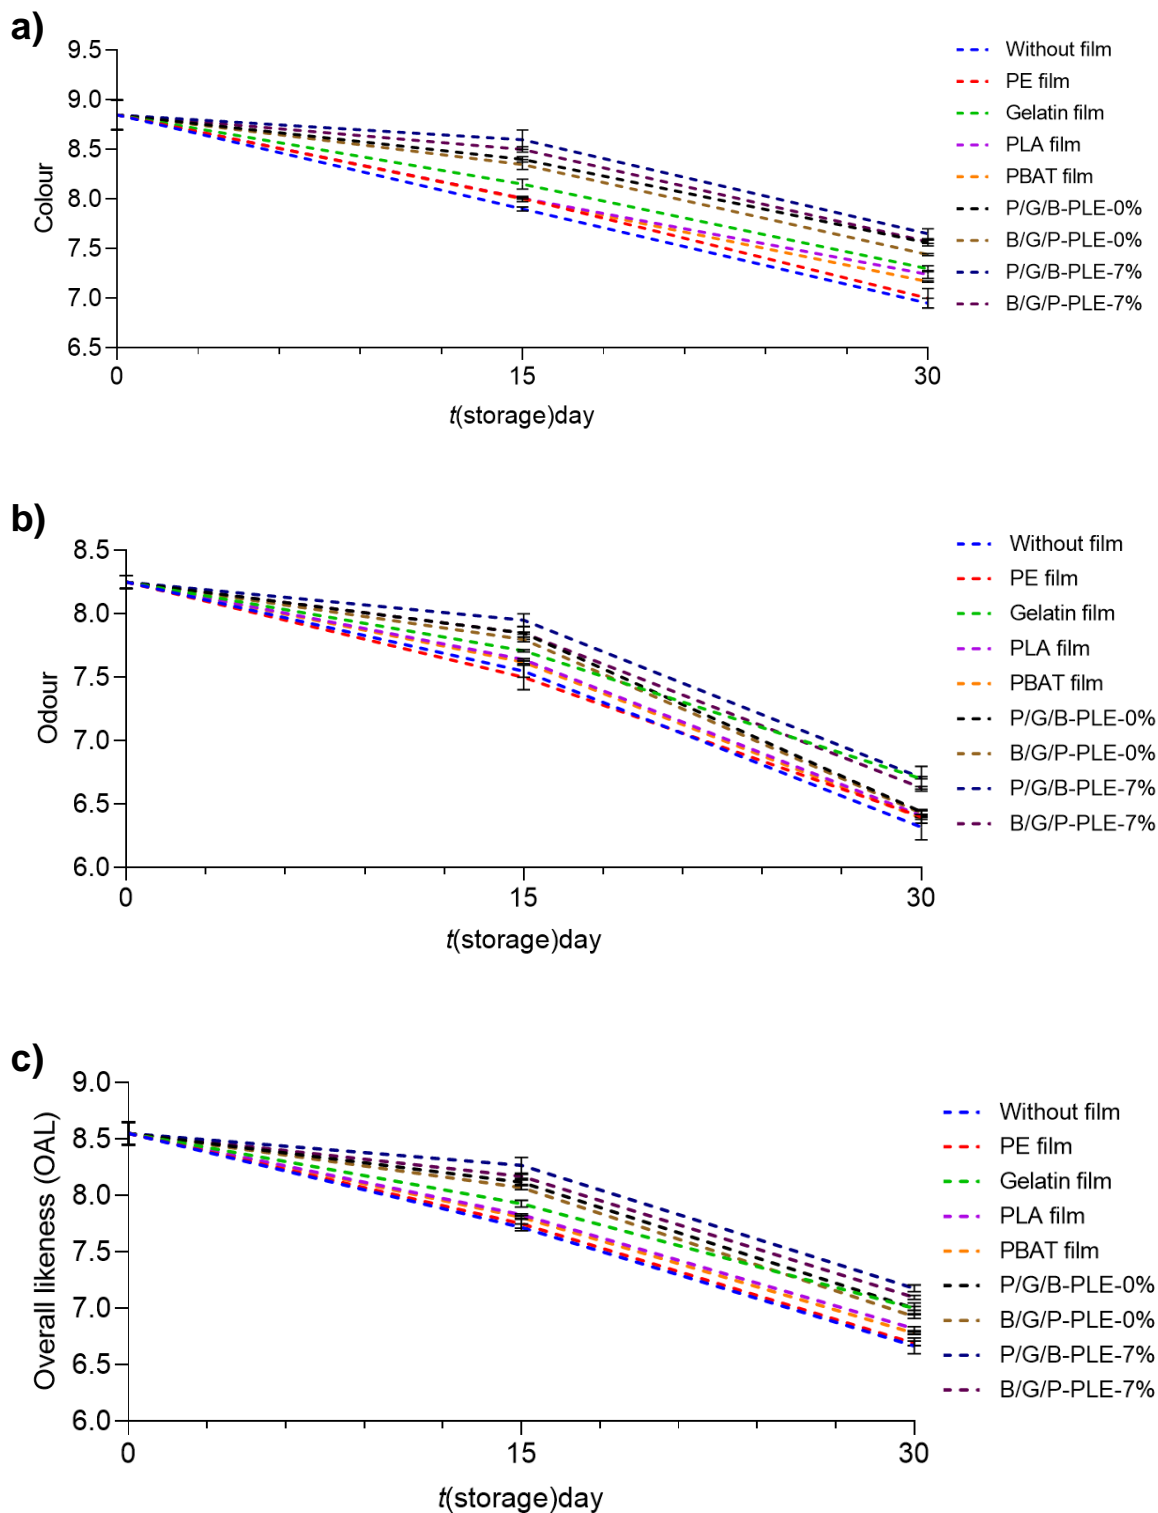 a)
9.5
9.0
8.5
8.0
7.5
7.0
6.5
Colour
0
15
30
t(storage)day
Without film
PE film
Gelatin film
PLA film
PBAT film
P/G/B-PLE-0%
B/G/P-PLE-0%
P/G/B-PLE-7%
B/G/P-PLE-7%
b)
8.5
8.0
7.5
7.0
6.5
6.0
Odour
0
15
30
t(storage)day
Without film
PE film
Gelatin film
PLA film
PBAT film
P/G/B-PLE-0%
B/G/P-PLE-0%
P/G/B-PLE-7%
B/G/P-PLE-7%
c)
9.0
8.5
8.0
7.5
7.0
6.5
6.0
Overall likeness (OAL)
0
15
30
t(storage)day
Without film
PE film
Gelatin film
PLA film
PBAT film
P/G/B-PLE-0%
B/G/P-PLE-0%
P/G/B-PLE-7%
B/G/P-PLE-7%